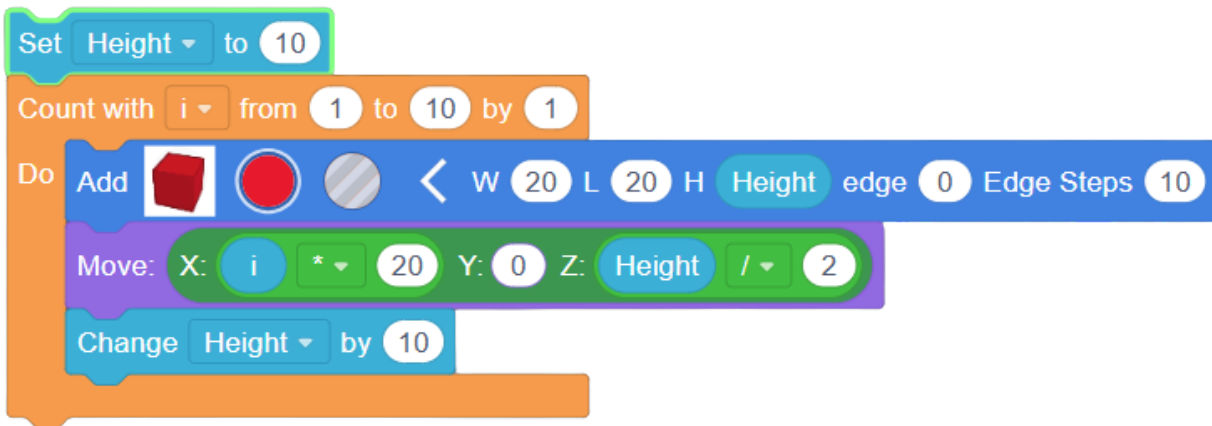 Set Height to 10
Count with i from 1 to 10 by 1
Do Add W 20 L 20 H Height edge 0 Edge Steps 10
Move: X: i * 20 Y: 0 Z: Height / 2
Change Height by 10